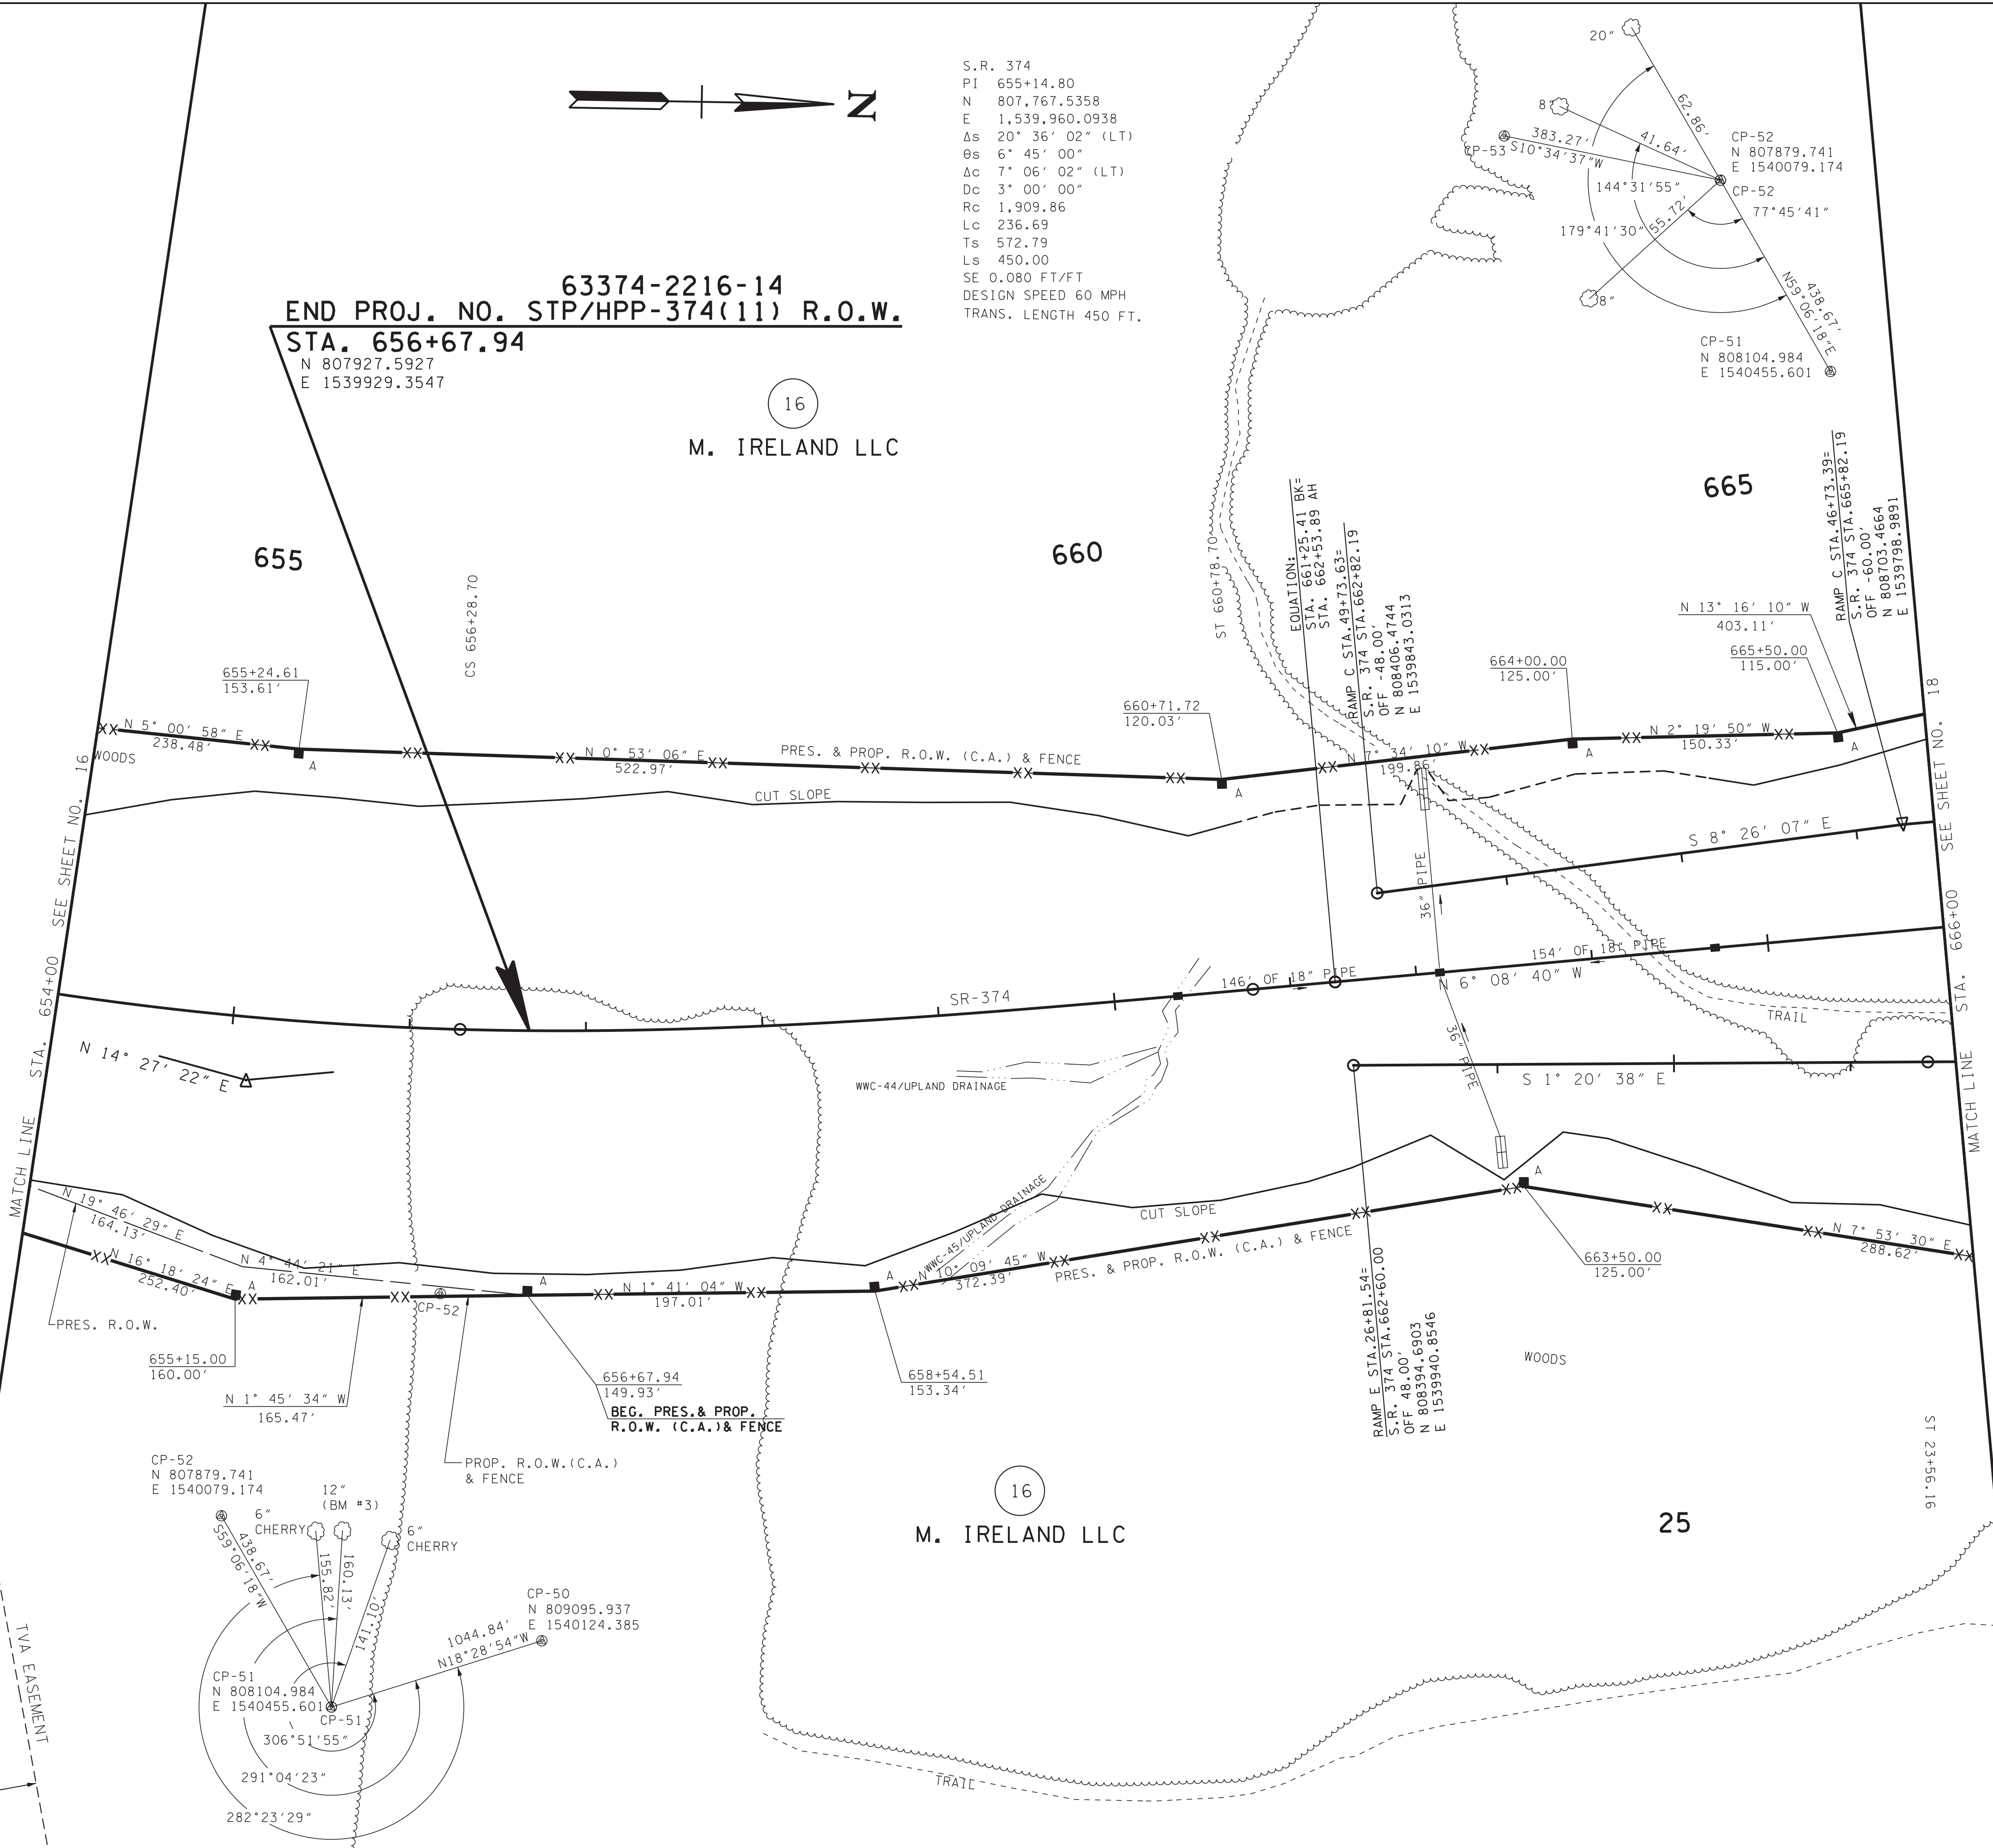 S.R. 374
PI 655+14.80
N 807,767.5358
E 1,539,960.0938
Δs 20° 36′ 02″ (LT)
θs 6° 45′ 00″
Δc 7° 06′ 02″ (LT)
Dc 3° 00′ 00″
Rc 1,909.86
Lc 236.69
Ts 572.79
Ls 450.00
SE 0.080 FT/FT
DESIGN SPEED 60 MPH
TRANS. LENGTH 450 FT.
N
63374-2216-14
END PROJ. NO. STP/HPP-374(11) R.O.W.
STA. 656+67.94
N 807927.5927
E 1539929.3547
16
M. IRELAND LLC
20″
62.86′
8″
41.64′
CP-53
383.27′
S10°34′37″W
CP-52
N 807879.741
E 1540079.174
CP-52
144°31′55″
77°45′41″
55.72′
179°41′30″
8″
438.67′
N59°06′18″E
CP-51
N 808104.984
E 1540455.601
655
660
665
CS 656+28.70
ST 660+78.70
EQUATION:
STA. 661+25.41 BK=
STA. 662+53.89 AH
RAMP C STA.49+73.63=
S.R. 374 STA.662+82.19
OFF -48.00′
N 808406.4744
E 1539843.0313
RAMP C STA.46+73.39=
S.R. 374 STA.665+82.19
OFF -60.00′
N 808703.4664
E 1539798.9891
N 13° 16′ 10″ W
403.11′
655+24.61
153.61′
660+71.72
120.03′
664+00.00
125.00′
665+50.00
115.00′
N 5° 00′ 58″ E
238.48′
WOODS
A
N 0° 53′ 06″ E
522.97′
PRES. & PROP. R.O.W. (C.A.) & FENCE
A
N 7° 34′ 10″ W
199.86′
A
N 2° 19′ 50″ W
150.33′
A
CUT SLOPE
S 8° 26′ 07″ E
36″ PIPE
MATCH LINE STA. 654+00 SEE SHEET NO. 16
MATCH LINE STA. 666+00 SEE SHEET NO. 18
SR-374
146′ OF 18″ PIPE
154′ OF 18″ PIPE
N 6° 08′ 40″ W
TRAIL
N 14° 27′ 22″ E
WWC-44/UPLAND DRAINAGE
36″ PIPE
S 1° 20′ 38″ E
N 19° 46′ 29″ E
164.13′
N 16° 18′ 24″ E
252.40′
PRES. R.O.W.
A
N 4° 44′ 21″ E
162.01′
CP-52
A
N 1° 41′ 04″ W
197.01′
A
WWC-45/UPLAND DRAINAGE
N 10° 09′ 45″ W
372.39′
CUT SLOPE
PRES. & PROP. R.O.W. (C.A.) & FENCE
A
663+50.00
125.00′
N 7° 53′ 30″ E
288.62′
655+15.00
160.00′
N 1° 45′ 34″ W
165.47′
656+67.94
149.93′
BEG. PRES.& PROP.
R.O.W. (C.A.)& FENCE
658+54.51
153.34′
PROP. R.O.W.(C.A.)
& FENCE
RAMP E STA.26+81.54=
S.R. 374 STA.662+60.00
OFF 48.00′
N 808394.6903
E 1539940.8546
WOODS
ST 23+56.16
16
M. IRELAND LLC
25
CP-52
N 807879.741
E 1540079.174
438.67′
S59°06′18″W
6″
CHERRY
12″
(BM #3)
6″
CHERRY
155.82′
160.13′
141.10′
CP-50
N 809095.937
E 1540124.385
1044.84′
N18°28′54″W
CP-51
N 808104.984
E 1540455.601
CP-51
306°51′55″
291°04′23″
282°23′29″
TVA EASEMENT
TRAIL